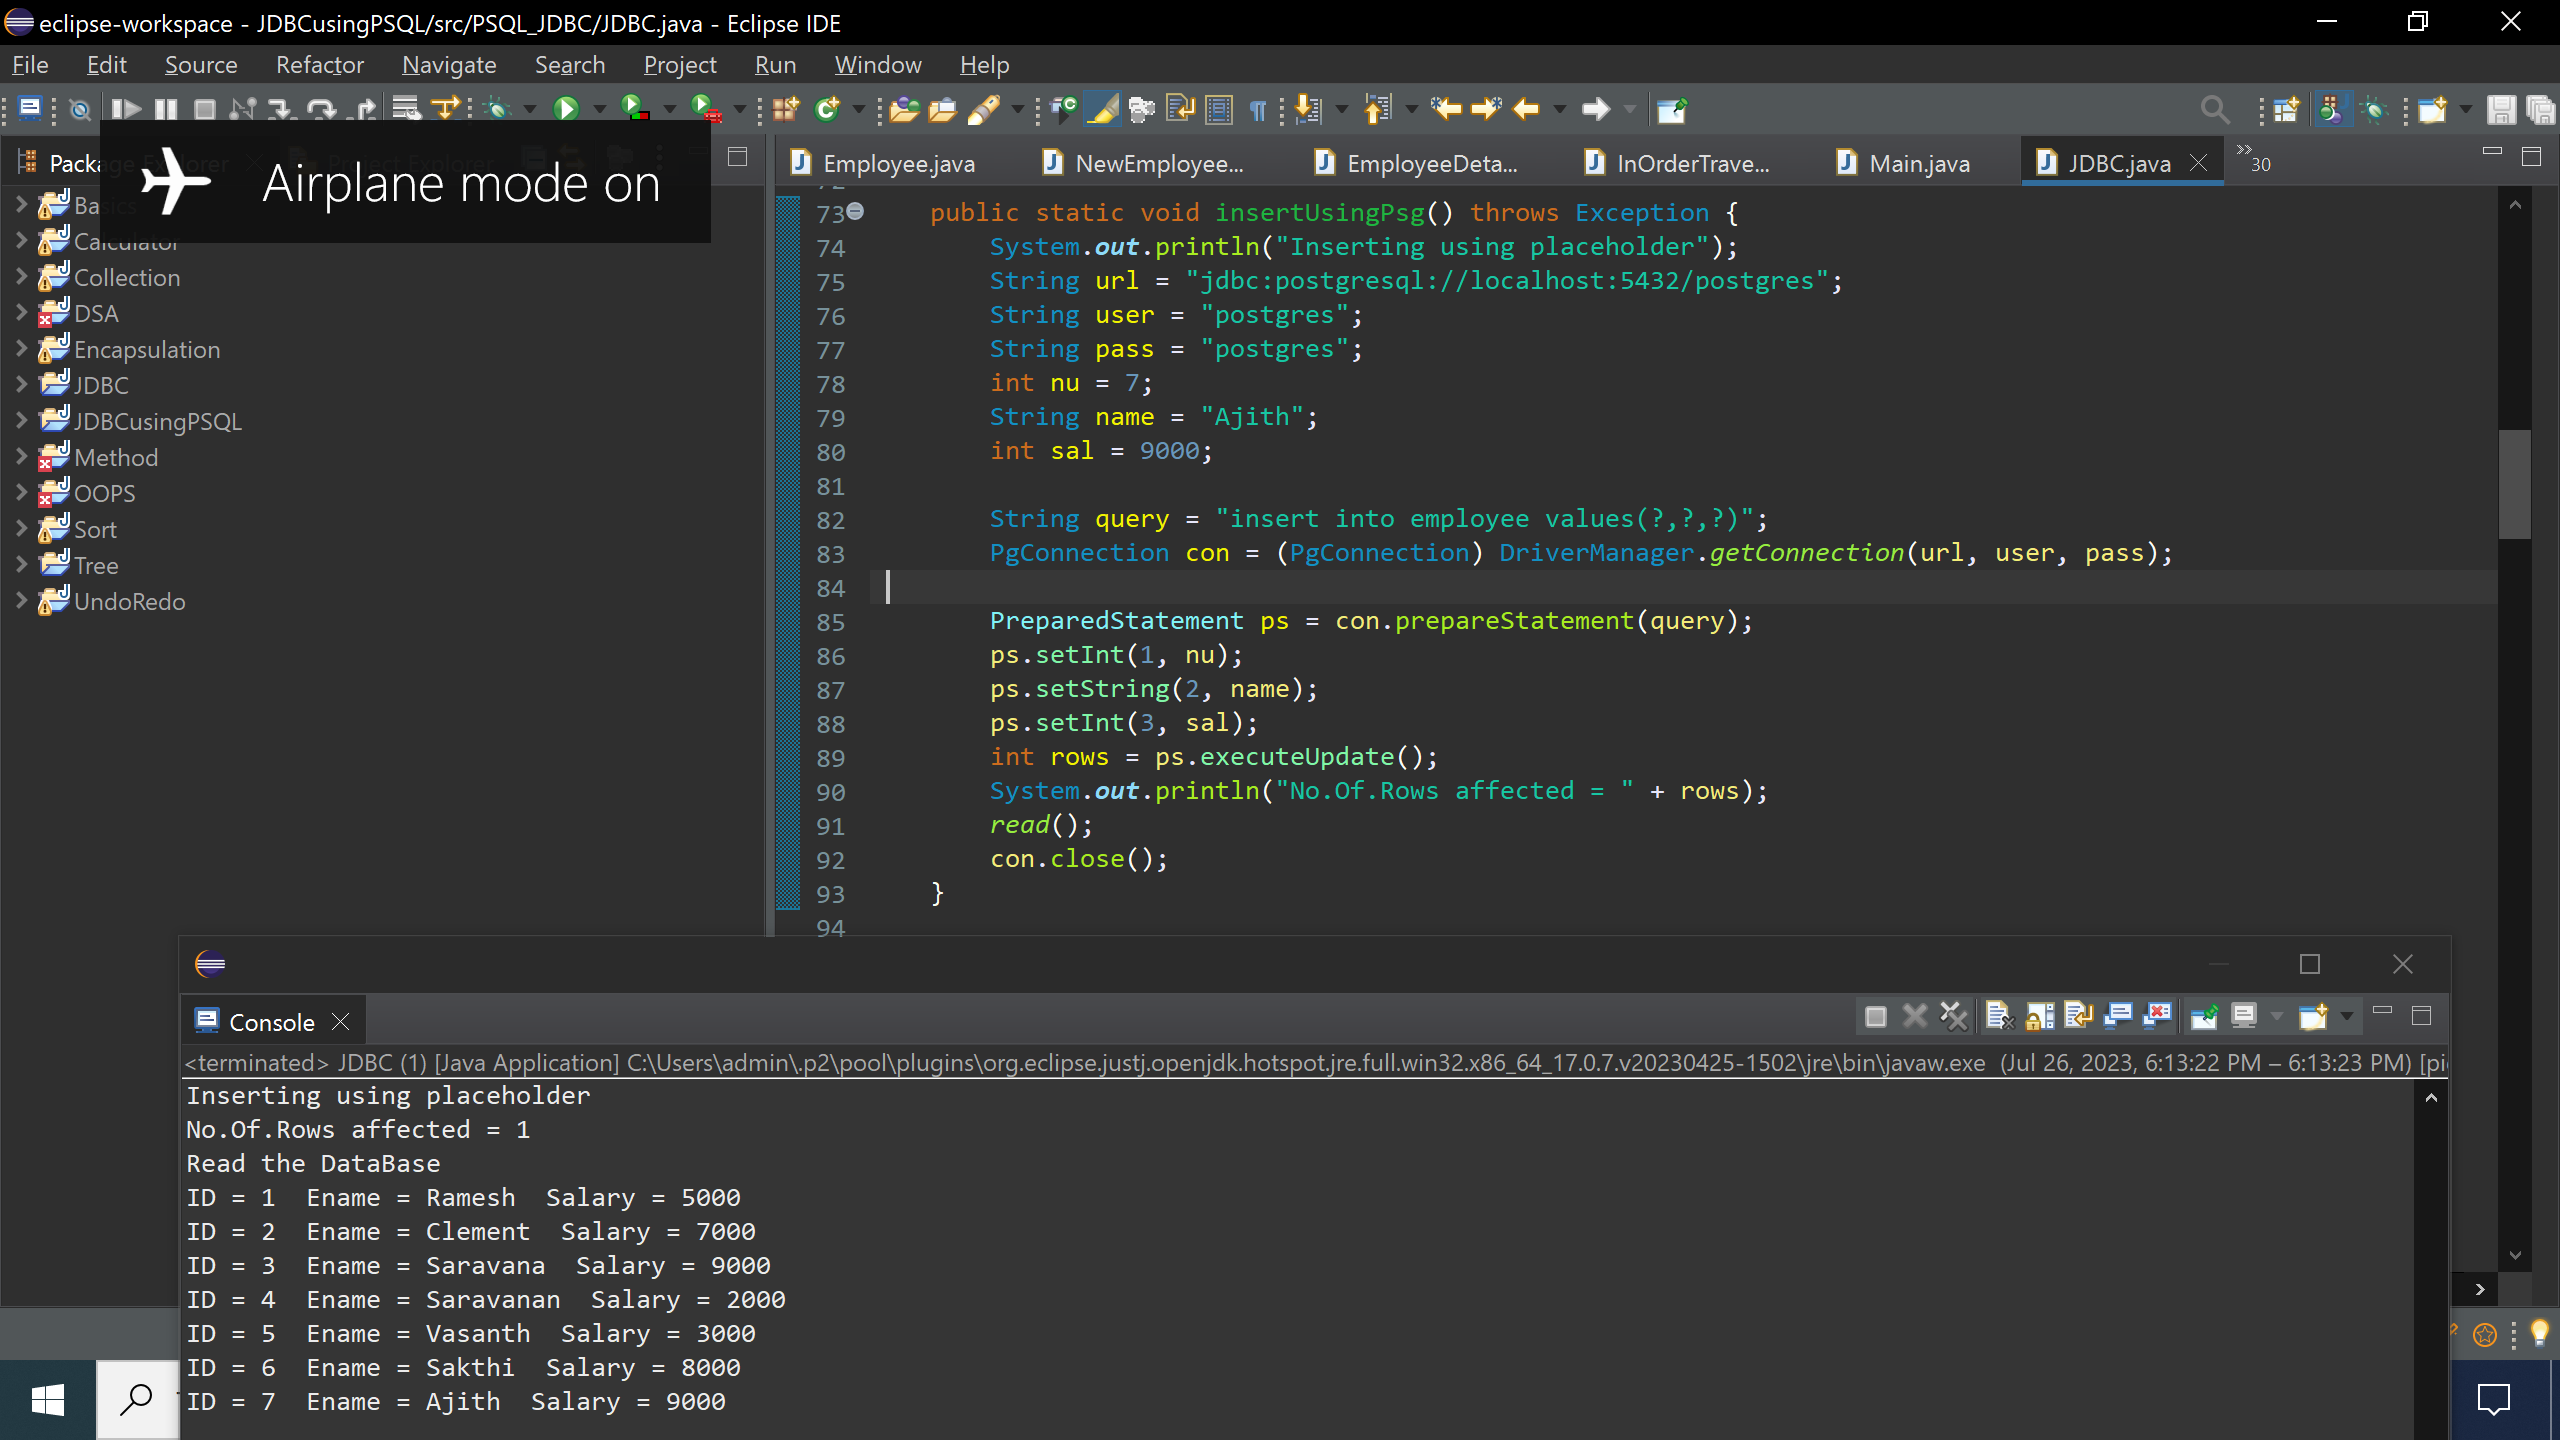 eclipse-workspace - JDBCusingPSQL/src/PSQL_JDBC/JDBC.java - Eclipse IDE
File Edit Source Refactor Navigate Search Project Run Window Help
Airplane mode on
Employee.java NewEmployee... EmployeeDeta... InOrderTrave... Main.java JDBC.java »30
Calculator
Collection
DSA
Encapsulation
JDBC
JDBCusingPSQL
Method
OOPS
Sort
Tree
UndoRedo
73 public static void insertUsingPsg() throws Exception {
74 System.out.println("Inserting using placeholder");
75 String url = "jdbc:postgresql://localhost:5432/postgres";
76 String user = "postgres";
77 String pass = "postgres";
78 int nu = 7;
79 String name = "Ajith";
80 int sal = 9000;
81
82 String query = "insert into employee values(?,?,?)";
83 PgConnection con = (PgConnection) DriverManager.getConnection(url, user, pass);
84
85 PreparedStatement ps = con.prepareStatement(query);
86 ps.setInt(1, nu);
87 ps.setString(2, name);
88 ps.setInt(3, sal);
89 int rows = ps.executeUpdate();
90 System.out.println("No.Of.Rows affected = " + rows);
91 read();
92 con.close();
93 }
94
Console
<terminated> JDBC (1) [Java Application] C:\Users\admin\.p2\pool\plugins\org.eclipse.justj.openjdk.hotspot.jre.full.win32.x86_64_17.0.7.v20230425-1502\jre\bin\javaw.exe (Jul 26, 2023, 6:13:22 PM – 6:13:23 PM) [pi
Inserting using placeholder
No.Of.Rows affected = 1
Read the DataBase
ID = 1 Ename = Ramesh Salary = 5000
ID = 2 Ename = Clement Salary = 7000
ID = 3 Ename = Saravana Salary = 9000
ID = 4 Ename = Saravanan Salary = 2000
ID = 5 Ename = Vasanth Salary = 3000
ID = 6 Ename = Sakthi Salary = 8000
ID = 7 Ename = Ajith Salary = 9000